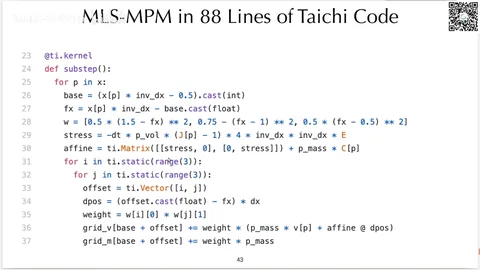 MLS-MPM in 88 Lines of Taichi Code
23 @ti.kernel
24 def substep():
25 for p in x:
26 base = (x[p] * inv_dx - 0.5).cast(int)
27 fx = x[p] * inv_dx - base.cast(float)
28 w = [0.5 * (1.5 - fx) ** 2, 0.75 - (fx - 1) ** 2, 0.5 * (fx - 0.5) ** 2]
29 stress = -dt * p_vol * (J[p] - 1) * 4 * inv_dx * inv_dx * E
30 affine = ti.Matrix([[stress, 0], [0, stress]]) + p_mass * C[p]
31 for i in ti.static(range(3)):
32 for j in ti.static(range(3)):
33 offset = ti.Vector([i, j])
34 dpos = (offset.cast(float) - fx) * dx
35 weight = w[i][0] * w[j][1]
36 grid_v[base + offset] += weight * (p_mass * v[p] + affine @ dpos)
37 grid_m[base + offset] += weight * p_mass
43